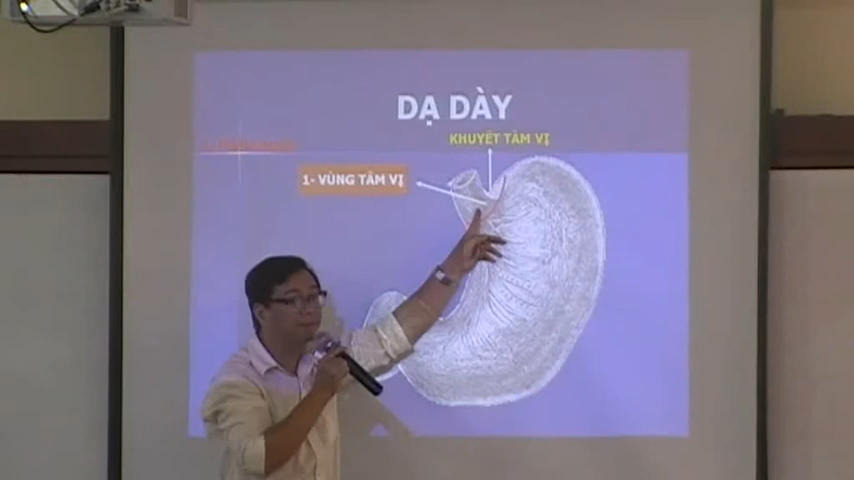 DẠ DÀY
KHUYẾT TÂM VỊ
1- VÙNG TÂM VỊ